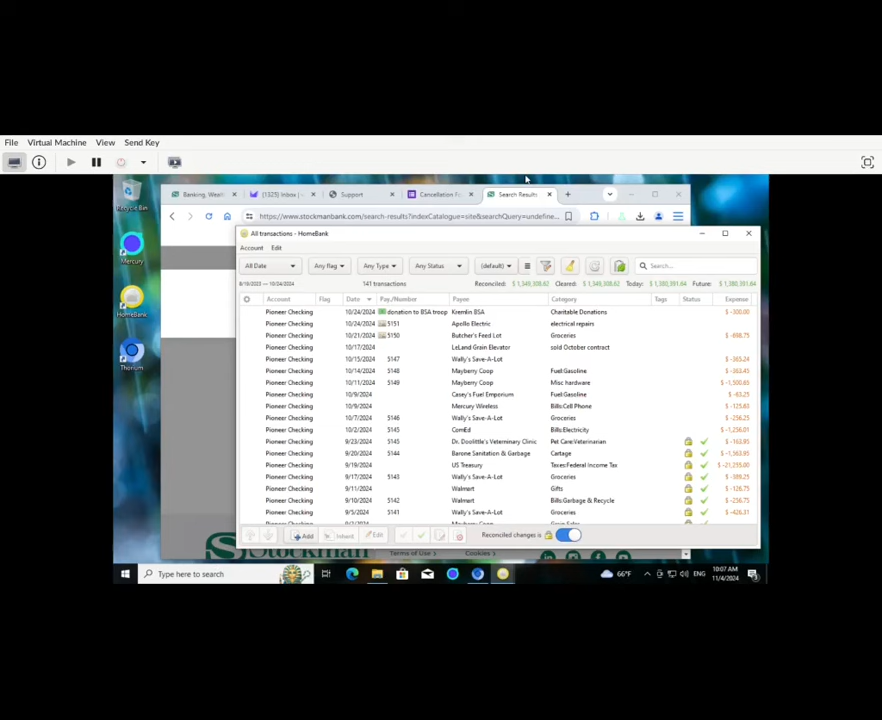 File Virtual Machine View Send Key
Recycle Bin
Mercury
HomeBank
Thorium
Banking, Wealt
(1325) Inbox |
Support
Cancellation Fo
Search Results
https://www.stockmanbank.com/search-results?indexCatalogue=site&searchQuery=undefine...
All transactions - HomeBank
Account Edit
All Date Any Flag Any Type Any Status (default) Search...
141 transactions Reconciled: $ 1,349,308.62 Cleared: $ 1,349,308.62 Today: $ 1,380,391.64 Future: $ 1,380,391.64
Account Flag Date Pay./Number Payee Category Tags Status Expense
Pioneer Checking 10/24/2024 donation to BSA troop Kremlin BSA Charitable Donations $ -300.00
Pioneer Checking 10/24/2024 5151 Apollo Electric electrical repairs
Pioneer Checking 10/21/2024 5150 Butcher's Feed Lot Groceries $ -698.75
Pioneer Checking 10/17/2024 LeLand Grain Elevator sold October contract
Pioneer Checking 10/15/2024 5147 Wally's Save-A-Lot Groceries $ -365.24
Pioneer Checking 10/14/2024 5148 Mayberry Coop Fuel:Gasoline $ -363.45
Pioneer Checking 10/11/2024 5149 Mayberry Coop Misc hardware $ -1,500.65
Pioneer Checking 10/9/2024 Casey's Fuel Emporium Fuel:Gasoline $ -63.25
Pioneer Checking 10/9/2024 Mercury Wireless Bills:Cell Phone $ -125.63
Pioneer Checking 10/7/2024 5146 Wally's Save-A-Lot Groceries $ -256.25
Pioneer Checking 10/2/2024 5145 ComEd Bills:Electricity $ -1,256.01
Pioneer Checking 9/23/2024 5145 Dr. Doolittle's Veterinary Clinic Pet Care:Veterinarian $ -163.95
Pioneer Checking 9/20/2024 5144 Barone Sanitation & Garbage Cartage $ -1,563.95
Pioneer Checking 9/19/2024 US Treasury Taxes:Federal Income Tax $ -21,255.00
Pioneer Checking 9/17/2024 5143 Wally's Save-A-Lot Groceries $ -389.25
Pioneer Checking 9/11/2024 Walmart Gifts $ -126.75
Pioneer Checking 9/10/2024 5142 Walmart Bills:Garbage & Recycle $ -256.75
Pioneer Checking 9/5/2024 5141 Wally's Save-A-Lot Groceries $ -426.31
Add Inherit Edit Reconciled changes is
Stockman Terms of Use Cookies
Type here to search 66°F ENG 10:07 AM
11/4/2024